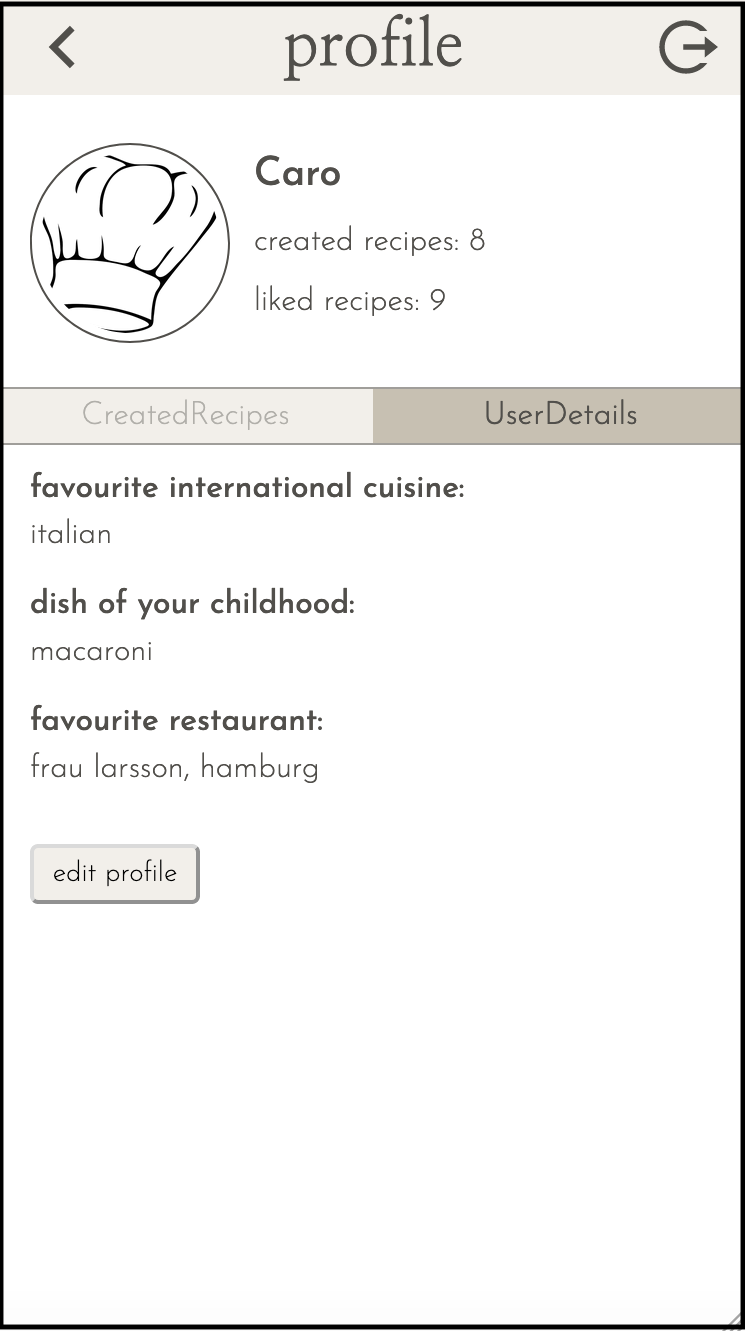 profile
Caro
created recipes: 8
liked recipes: 9
CreatedRecipes
UserDetails
favourite international cuisine:
italian
dish of your childhood:
macaroni
favourite restaurant:
frau larsson, hamburg
edit profile